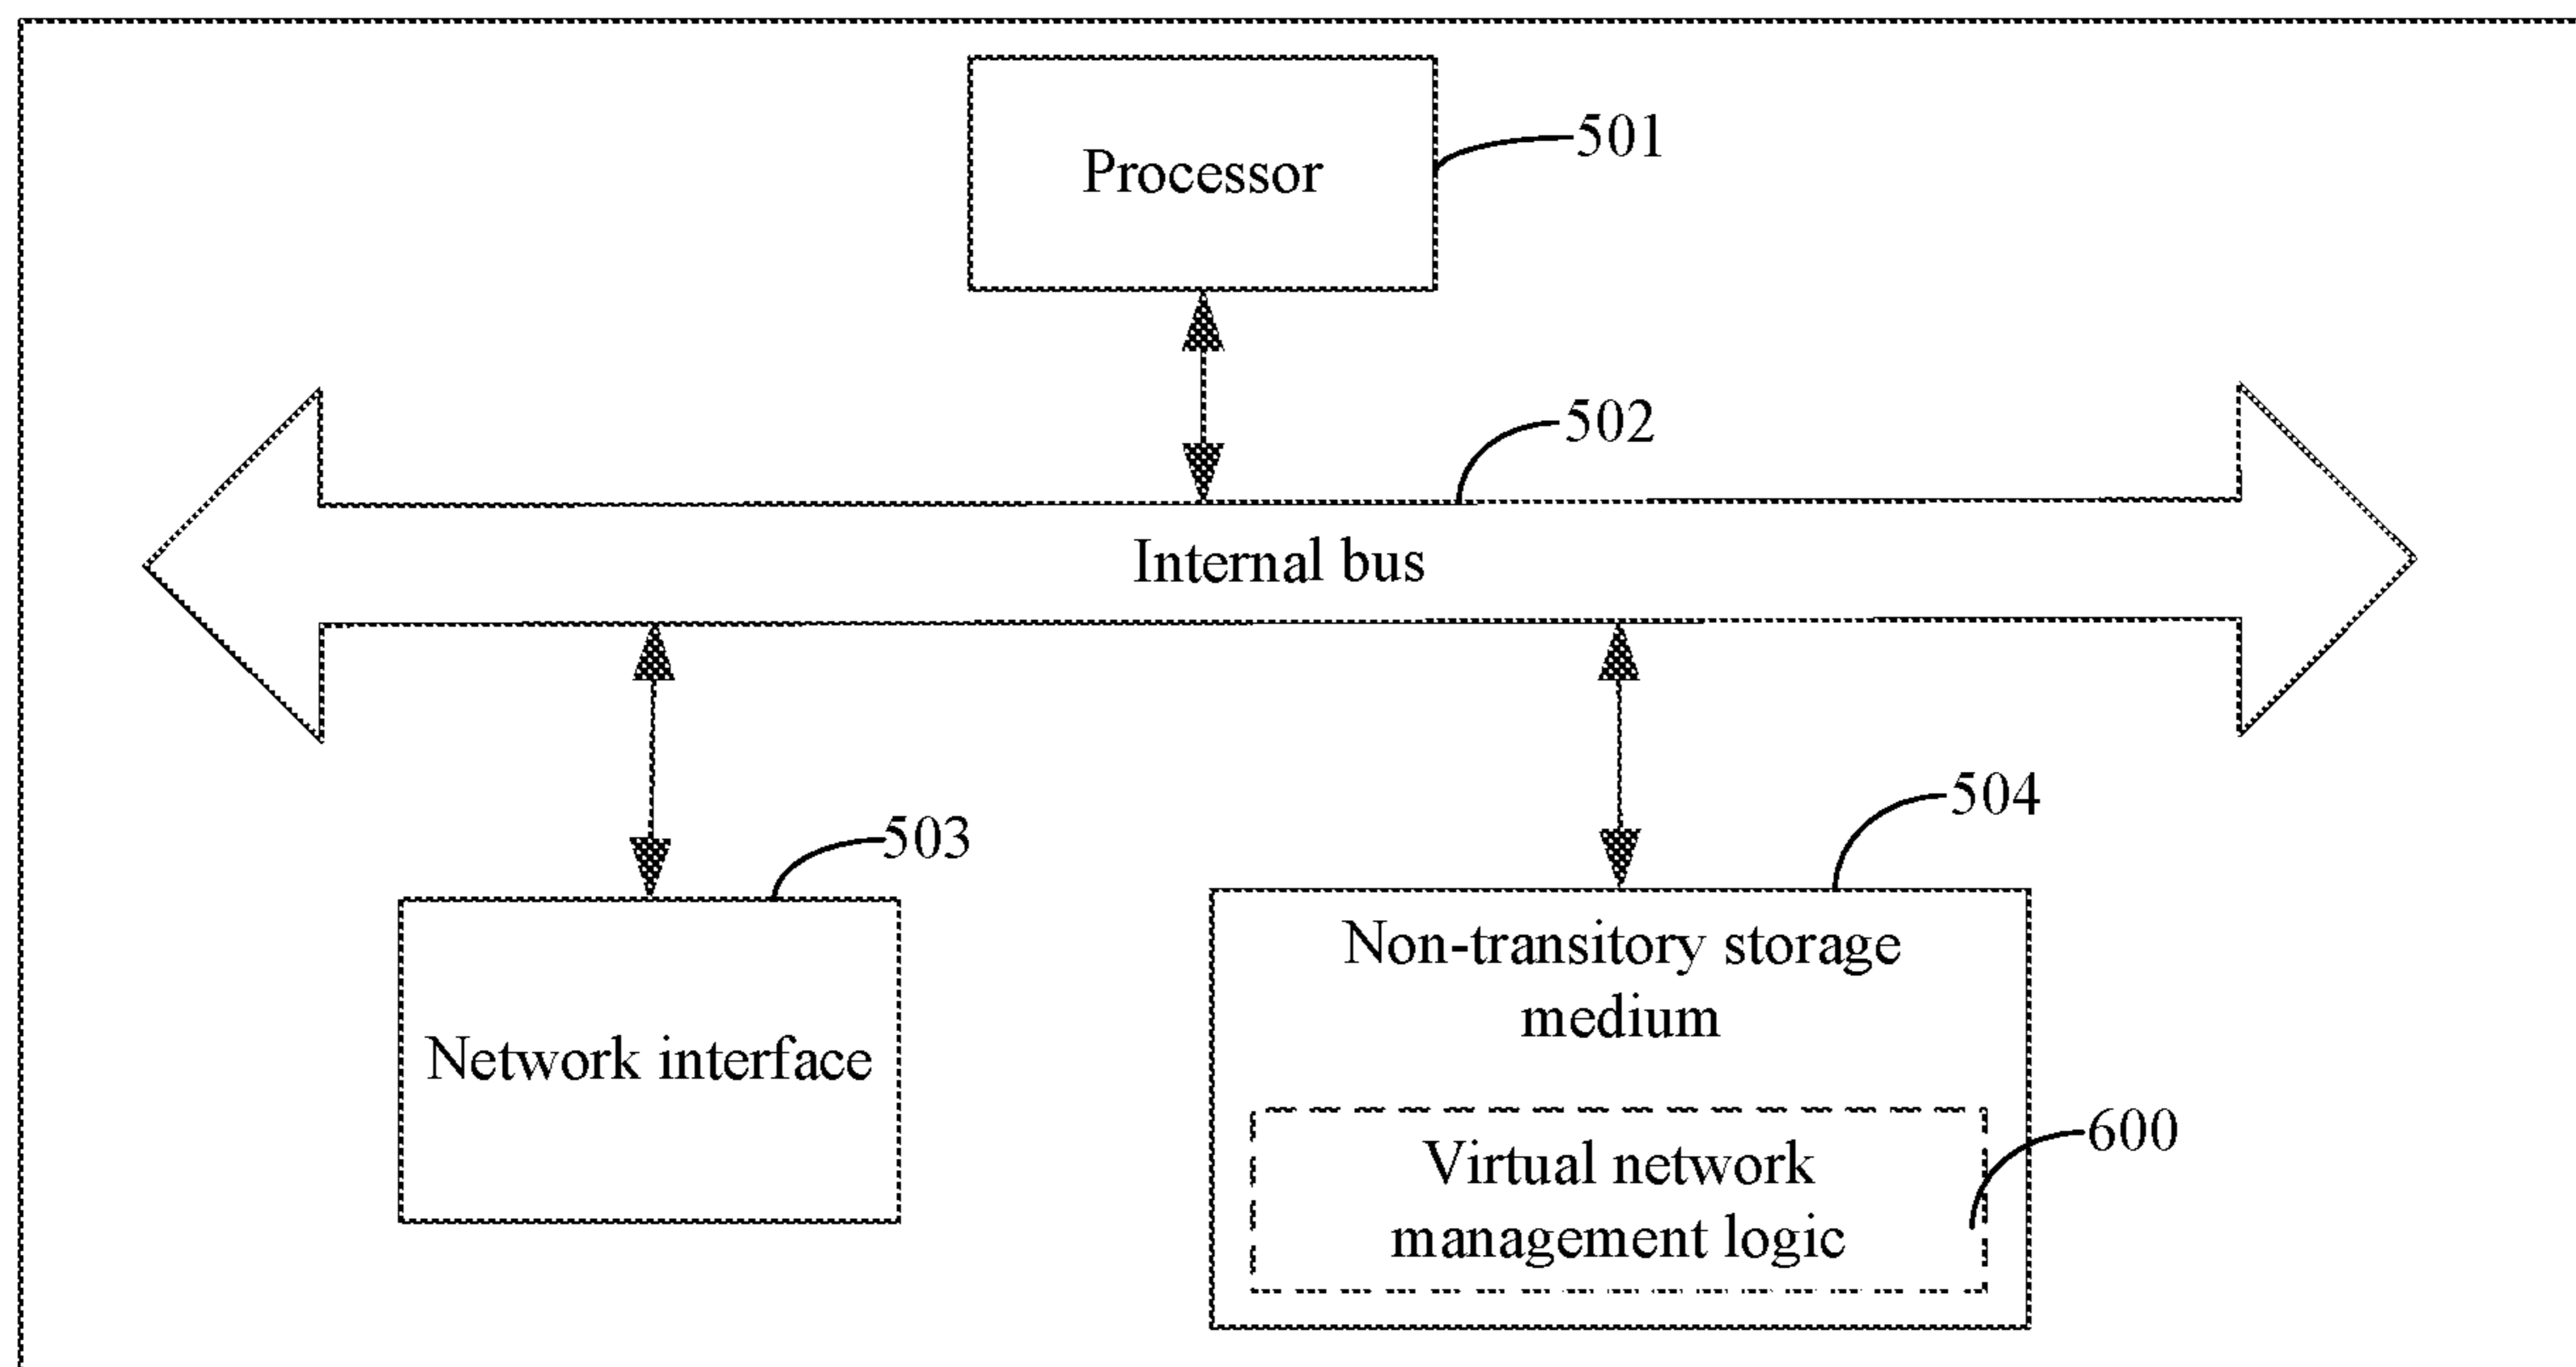 Processor
501
502
Internal bus
503
504
Network interface
Non-transitory storage
medium
Virtual network
management logic
600